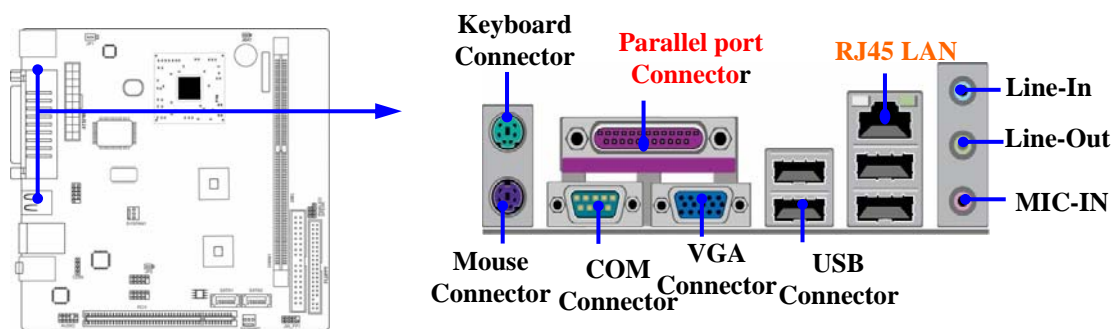 Keyboard
Connector
Parallel port
Connector
RJ45 LAN
Line-In
Line-Out
MIC-IN
Mouse
Connector
COM
Connector
VGA
Connector
USB
Connector